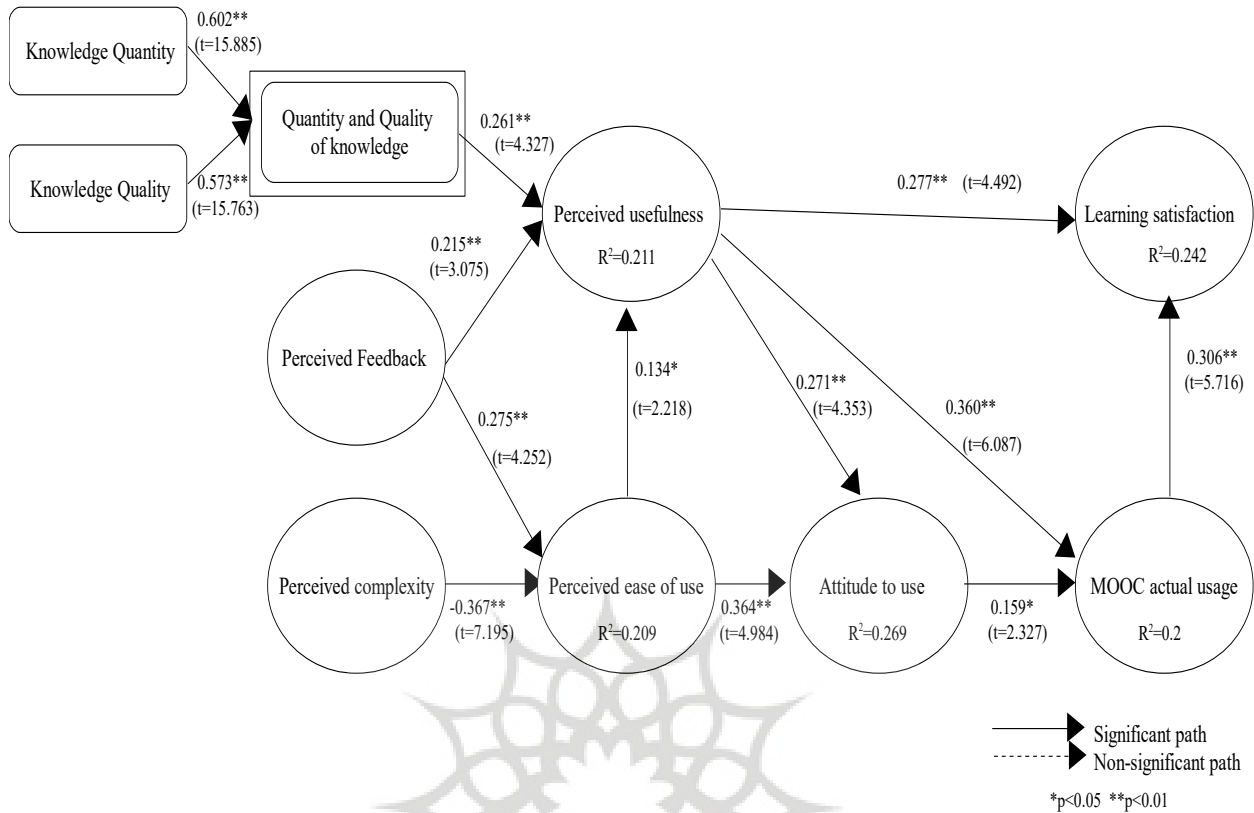 0.602**
(t=15.885)
Knowledge Quantity
Quantity and Quality
of knowledge
0.261**
(t=4.327)
Knowledge Quality
0.573**
(t=15.763)
Perceived usefulness
R²=0.211
0.277** (t=4.492)
Learning satisfaction
R²=0.242
0.215**
(t=3.075)
Perceived Feedback
0.134*
(t=2.218)
0.271**
(t=4.353)
0.360**
(t=6.087)
0.306**
(t=5.716)
0.275**
(t=4.252)
Perceived complexity
-0.367**
(t=7.195)
Perceived ease of use
R²=0.209
0.364**
(t=4.984)
Attitude to use
R²=0.269
0.159*
(t=2.327)
MOOC actual usage
R²=0.2
Significant path
Non-significant path
*p<0.05 **p<0.01